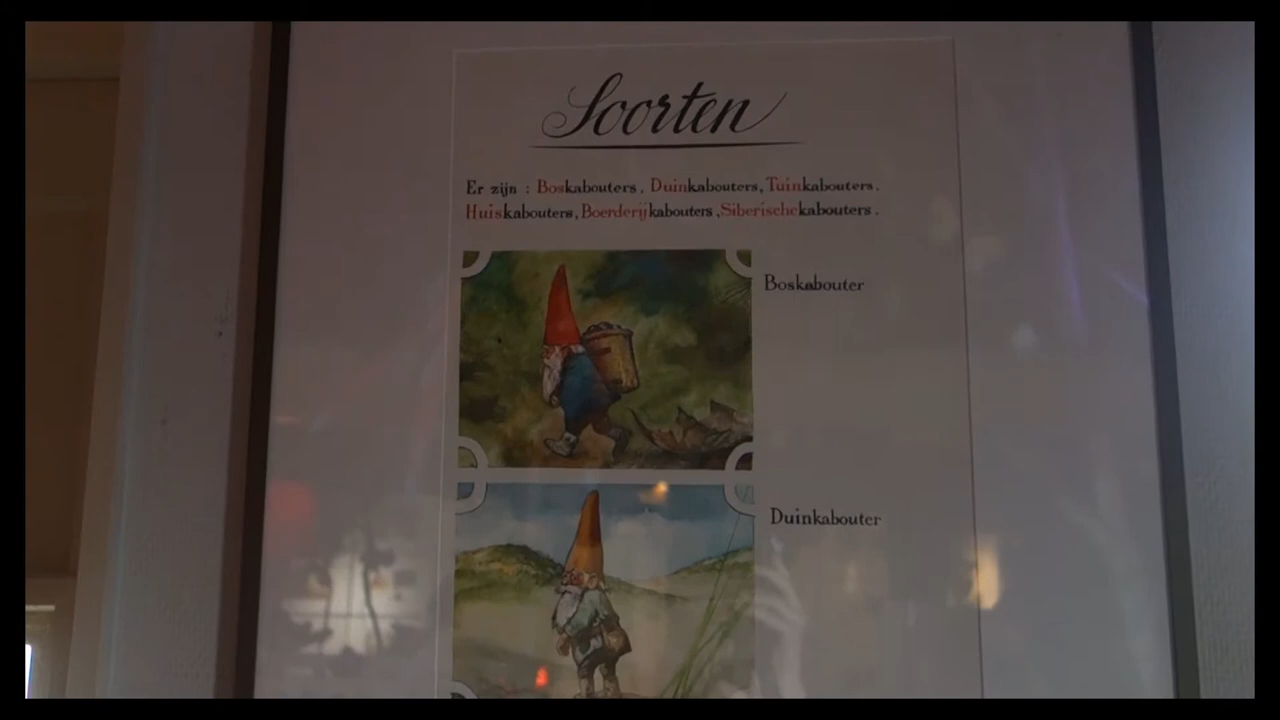 Soorten
Er zijn : Boskabouters, Duinkabouters, Tuinkabouters.
Huiskabouters, Boerderijkabouters, Siberischekabouters.
Boskabouter
Duinkabouter